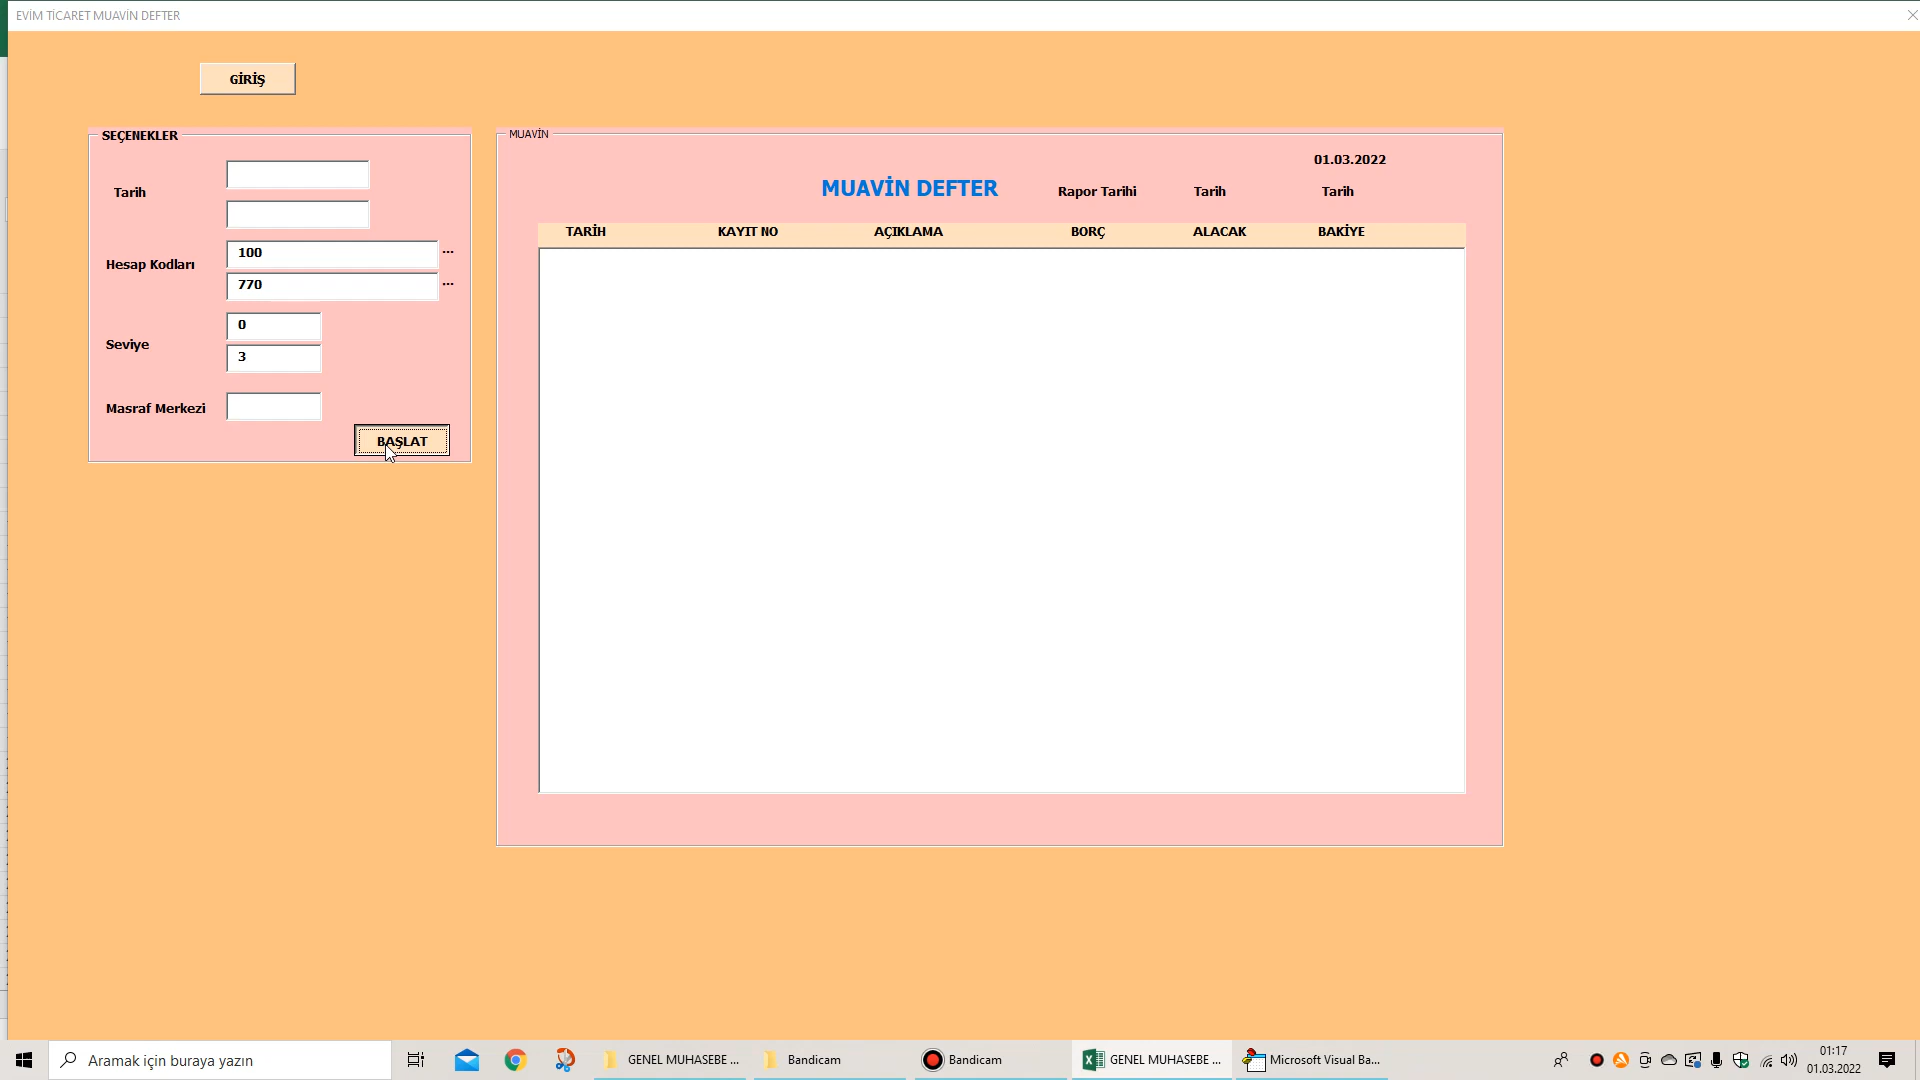 EVİM TİCARET MUAVİN DEFTER
GİRİŞ
SEÇENEKLER
Tarih
Hesap Kodları
100
...
770
...
Seviye
0
3
Masraf Merkezi
BAŞLAT
MUAVİN
01.03.2022
MUAVİN DEFTER
Rapor Tarihi
Tarih
Tarih
TARİH KAYIT NO AÇIKLAMA BORÇ ALACAK BAKİYE
Aramak için buraya yazın
GENEL MUHASEBE ...
Bandicam
Bandicam
GENEL MUHASEBE ...
Microsoft Visual Ba...
01:17
01.03.2022